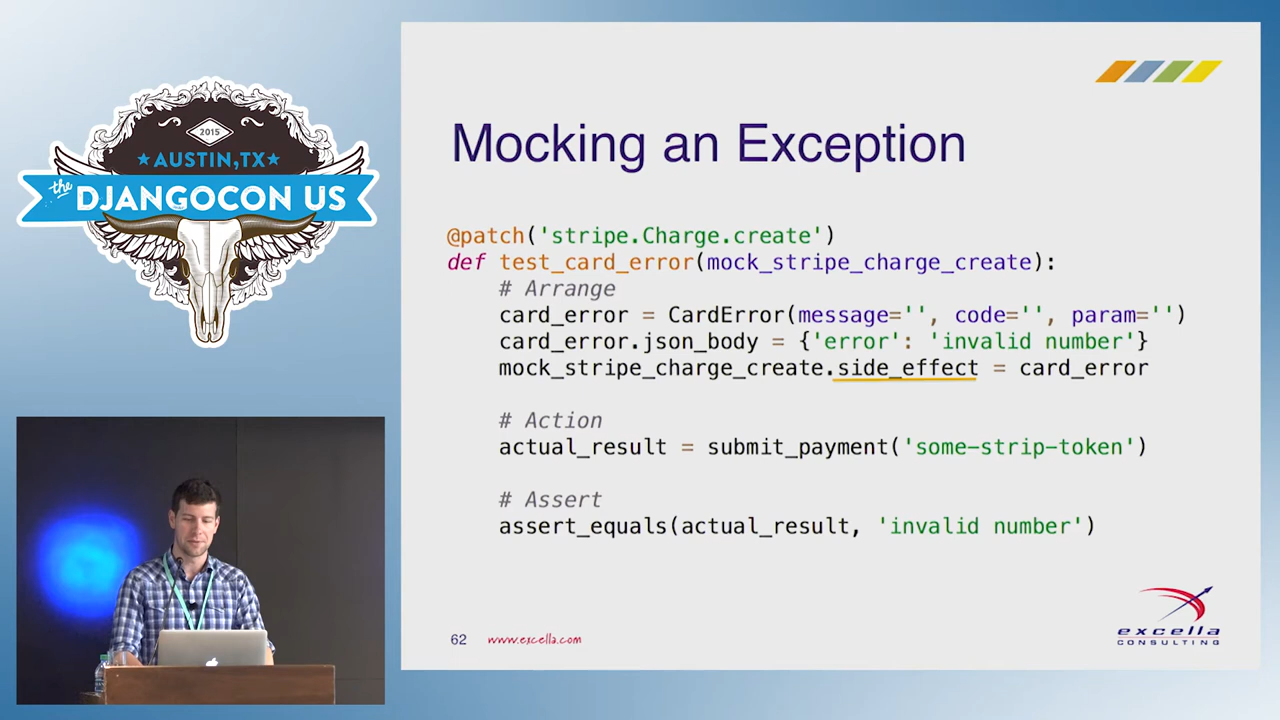 2015
★AUSTIN,TX★
the DJANGOCON US
Mocking an Exception
@patch('stripe.Charge.create')
def test_card_error(mock_stripe_charge_create):
# Arrange
card_error = CardError(message='', code='', param='')
card_error.json_body = {'error': 'invalid number'}
mock_stripe_charge_create.side_effect = card_error
# Action
actual_result = submit_payment('some-strip-token')
# Assert
assert_equals(actual_result, 'invalid number')
62 www.excella.com
excella
CONSULTING